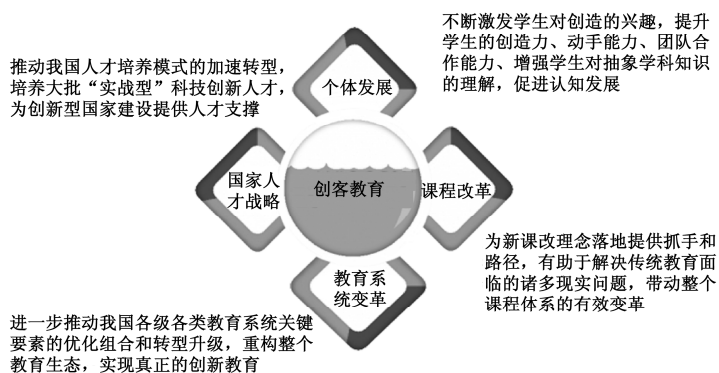 不断激发学生对创造的兴趣，提升
学生的创造力、动手能力、团队合
作能力、增强学生对抽象学科知识
的理解，促进认知发展
推动我国人才培养模式的加速转型，
培养大批“实战型”科技创新人才，
为创新型国家建设提供人才支撑
个体发展
国家人
才战略
创客教育
课程改革
为新课改理念落地提供抓手和
路径，有助于解决传统教育面
临的诸多现实问题，带动整个
课程体系的有效变革
教育系
统变革
进一步推动我国各级各类教育系统关键
要素的优化组合和转型升级，重构整个
教育生态，实现真正的创新教育